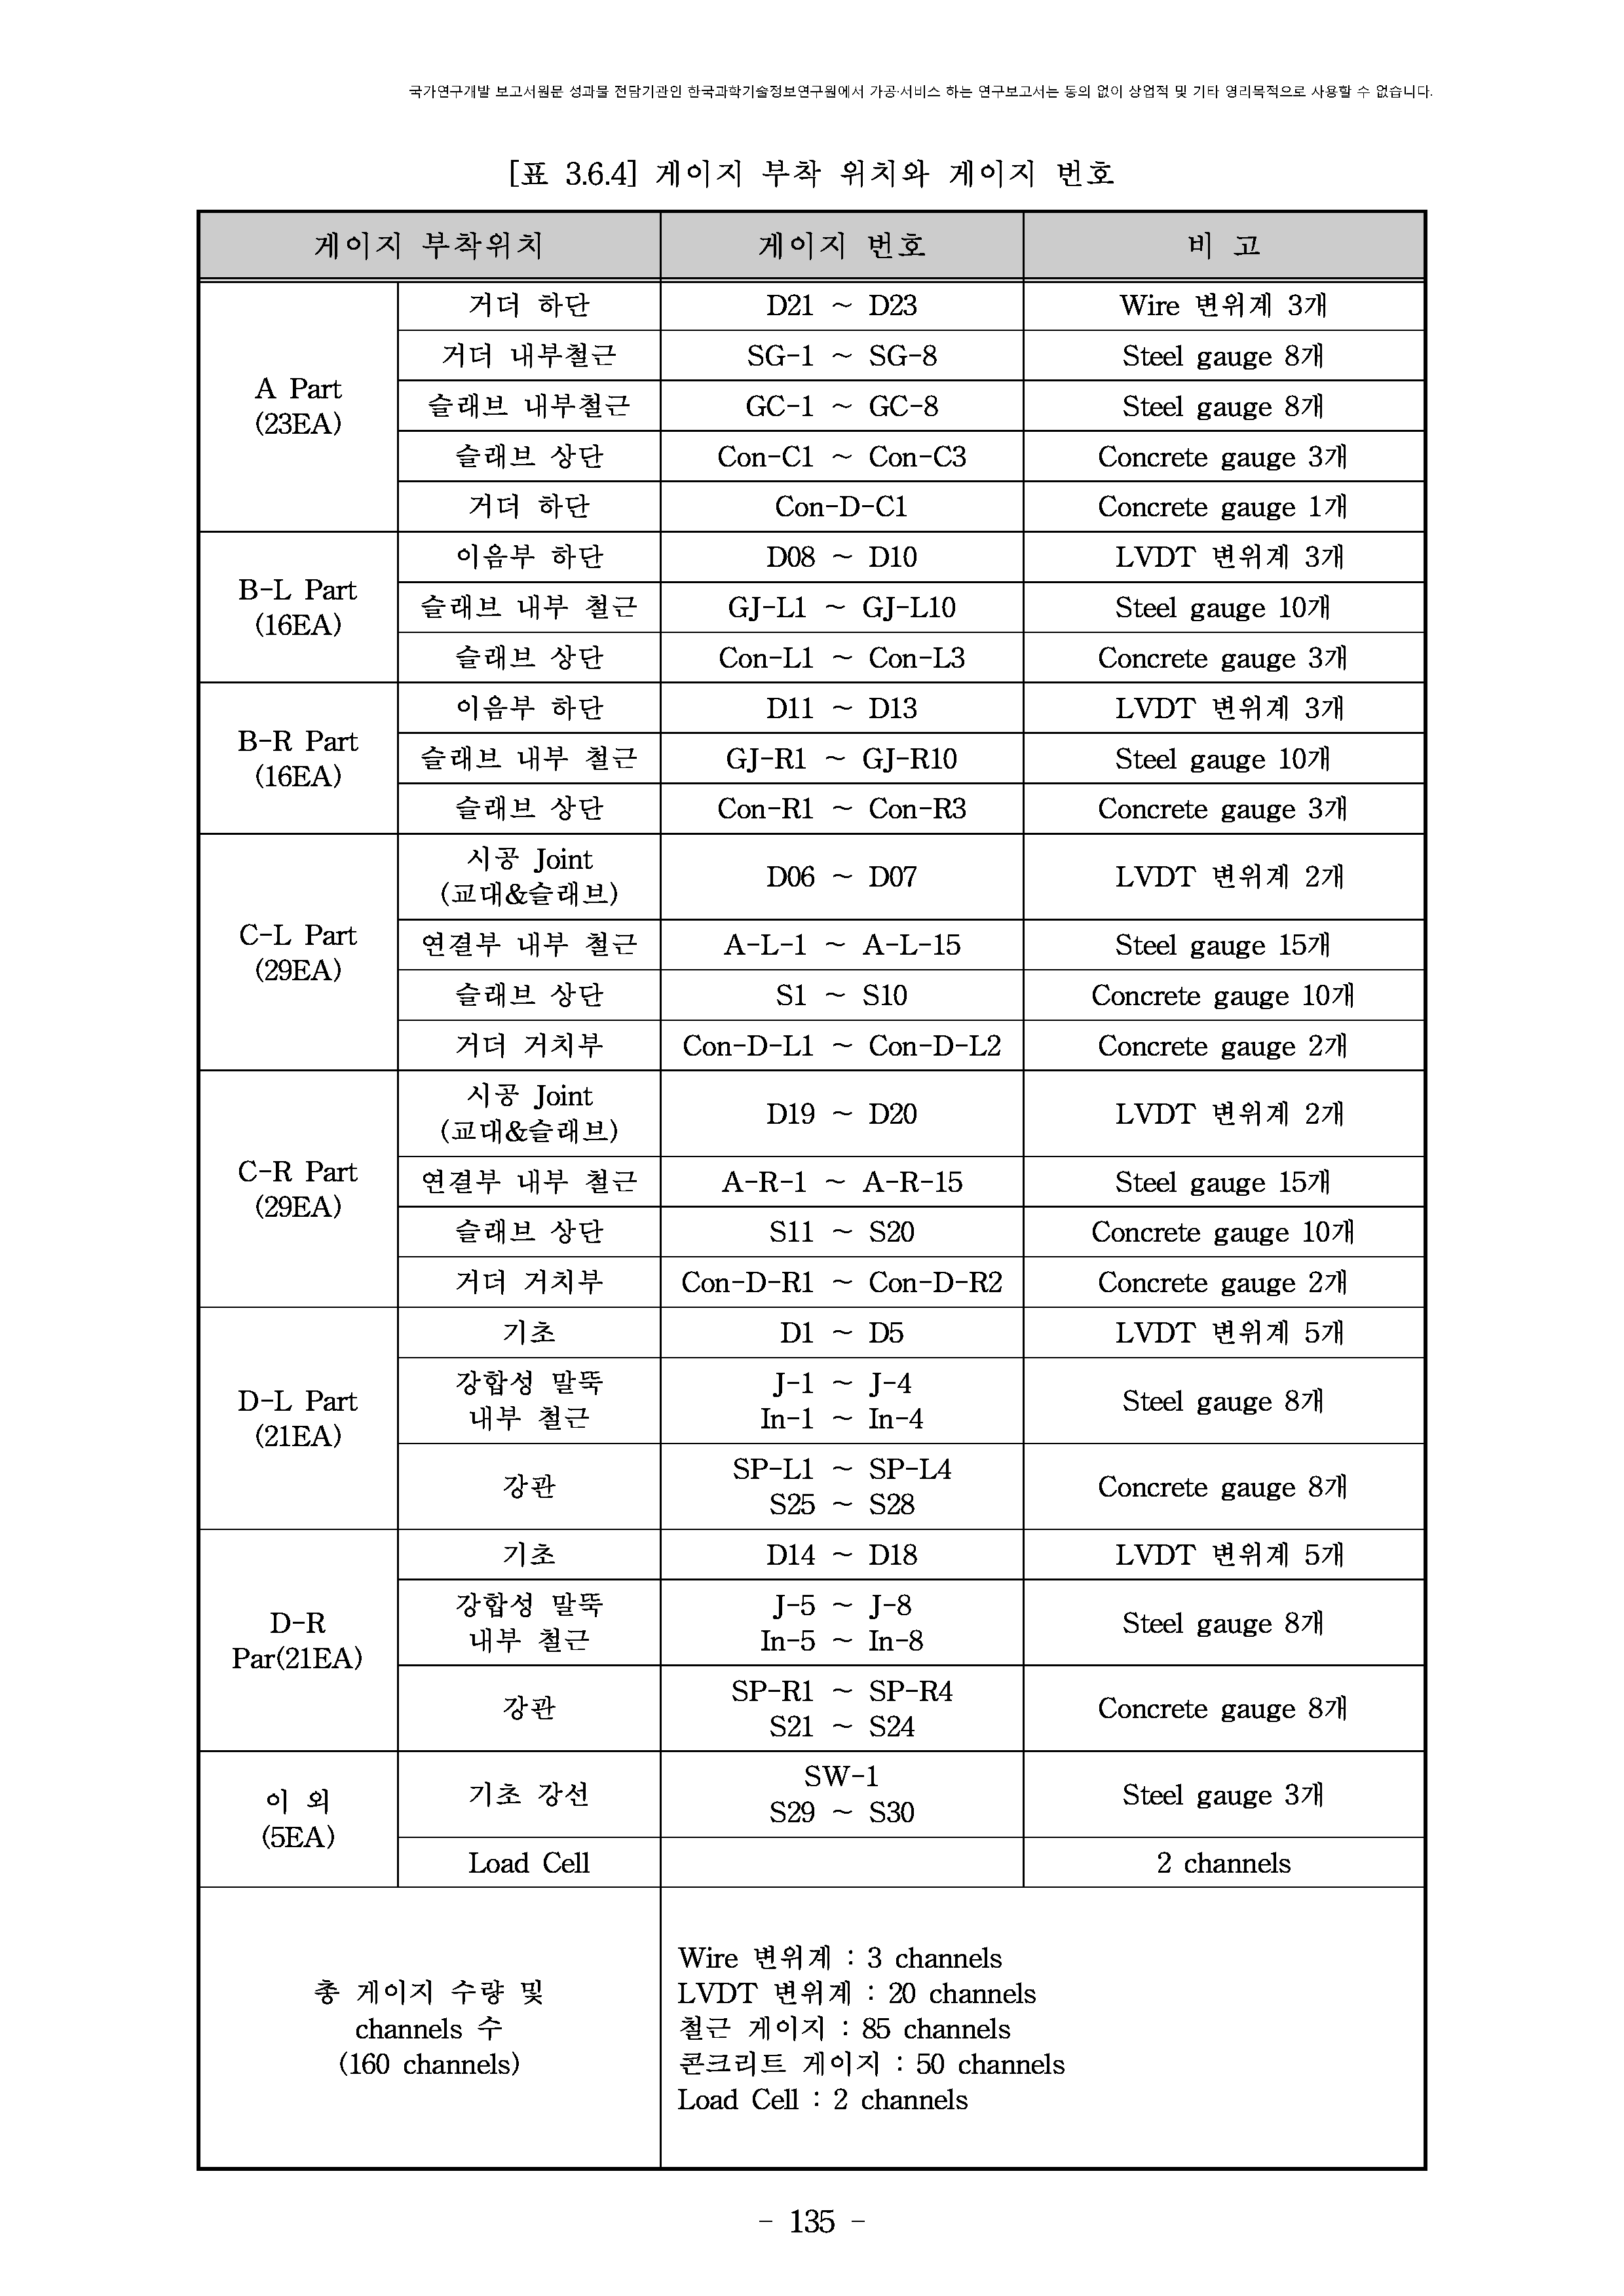 국가연구개발 보고서원문 성과물 전담기관인 한국과학기술정보연구원에서 가공·서비스 하는 연구보고서는 동의 없이 상업적 및 기타 영리목적으로 사용할 수 없습니다.
[표 3.6.4] 게이지 부착 위치와 게이지 번호
게이지 부착위치 게이지 번호 비 고
A Part
(23EA)
거더 하단 D21 ~ D23 Wire 변위계 3개
거더 내부철근 SG-1 ~ SG-8 Steel gauge 8개
슬래브 내부철근 GC-1 ~ GC-8 Steel gauge 8개
슬래브 상단 Con-C1 ~ Con-C3 Concrete gauge 3개
거더 하단 Con-D-C1 Concrete gauge 1개
B-L Part
(16EA)
이음부 하단 D08 ~ D10 LVDT 변위계 3개
슬래브 내부 철근 GJ-L1 ~ GJ-L10 Steel gauge 10개
슬래브 상단 Con-L1 ~ Con-L3 Concrete gauge 3개
B-R Part
(16EA)
이음부 하단 D11 ~ D13 LVDT 변위계 3개
슬래브 내부 철근 GJ-R1 ~ GJ-R10 Steel gauge 10개
슬래브 상단 Con-R1 ~ Con-R3 Concrete gauge 3개
C-L Part
(29EA)
시공 Joint
(교대&슬래브)
D06 ~ D07 LVDT 변위계 2개
연결부 내부 철근 A-L-1 ~ A-L-15 Steel gauge 15개
슬래브 상단 S1 ~ S10 Concrete gauge 10개
거더 거치부 Con-D-L1 ~ Con-D-L2 Concrete gauge 2개
C-R Part
(29EA)
시공 Joint
(교대&슬래브)
D19 ~ D20 LVDT 변위계 2개
연결부 내부 철근 A-R-1 ~ A-R-15 Steel gauge 15개
슬래브 상단 S11 ~ S20 Concrete gauge 10개
거더 거치부 Con-D-R1 ~ Con-D-R2 Concrete gauge 2개
D-L Part
(21EA)
기초 D1 ~ D5 LVDT 변위계 5개
강합성 말뚝
내부 철근
J-1 ~ J-4
In-1 ~ In-4
Steel gauge 8개
강관
SP-L1 ~ SP-L4
S25 ~ S28
Concrete gauge 8개
D-R
Par(21EA)
기초 D14 ~ D18 LVDT 변위계 5개
강합성 말뚝
내부 철근
J-5 ~ J-8
In-5 ~ In-8
Steel gauge 8개
강관
SP-R1 ~ SP-R4
S21 ~ S24
Concrete gauge 8개
이 외
(5EA)
기초 강선
SW-1
S29 ~ S30
Steel gauge 3개
Load Cell 2 channels
총 게이지 수량 및
channels 수
(160 channels)
Wire 변위계 : 3 channels
LVDT 변위계 : 20 channels
철근 게이지 : 85 channels
콘크리트 게이지 : 50 channels
Load Cell : 2 channels
- 135 -